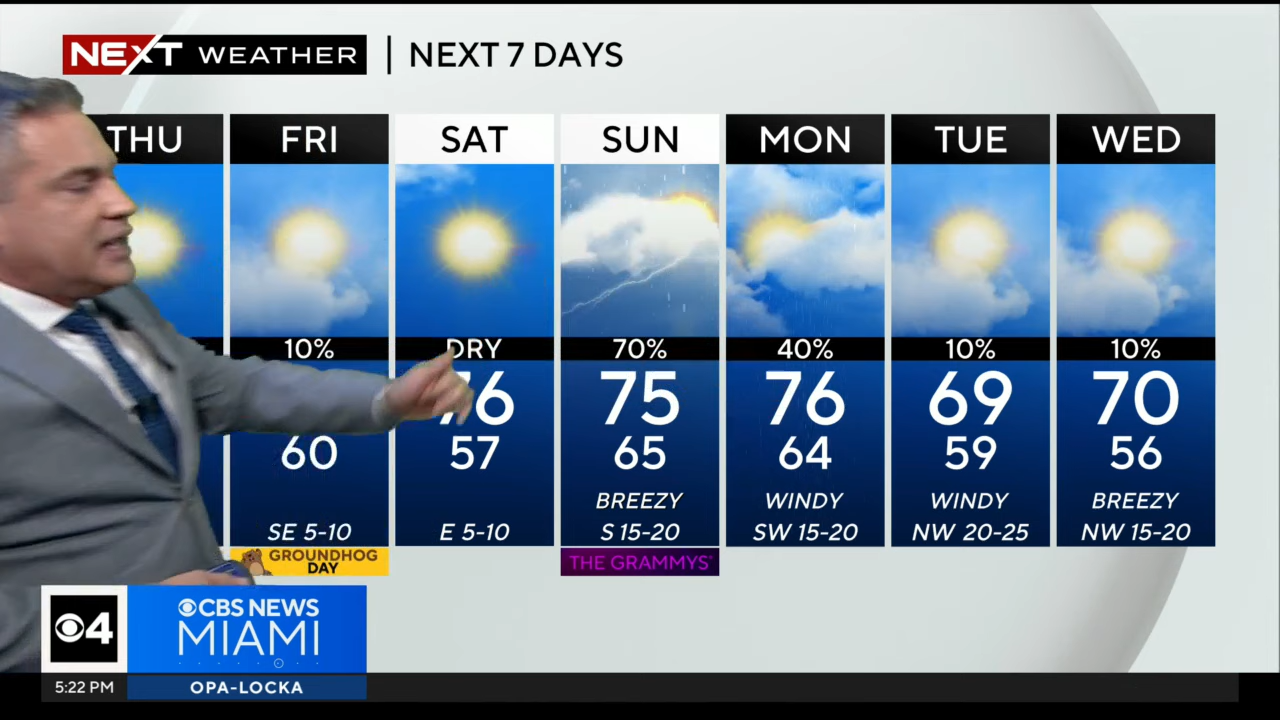 NEXT WEATHER | NEXT 7 DAYS
THU FRI SAT SUN MON TUE WED
10% DRY 70% 40% 10% 10%
76 75 76 69 70
60 57 65 64 59 56
BREEZY WINDY WINDY BREEZY
SE 5-10 E 5-10 S 15-20 SW 15-20 NW 20-25 NW 15-20
GROUNDHOG
DAY
THE GRAMMYS
4
CBS NEWS
MIAMI
5:22 PM OPA-LOCKA